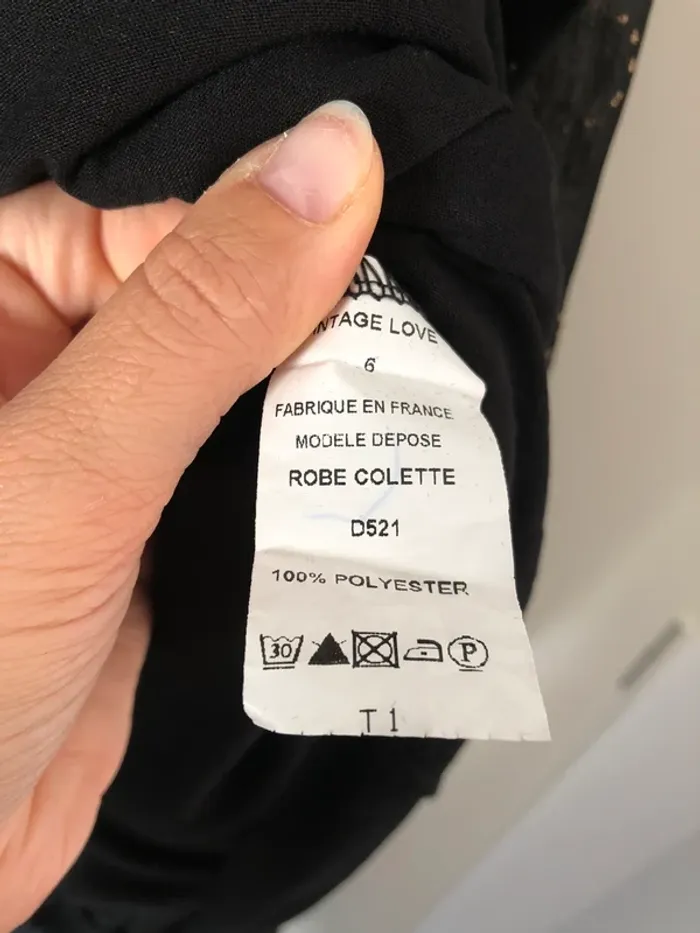 LOVE
6
FABRIQUE EN FRANCE
MODELE DEPOSE
ROBE COLETTE
D521
100% POLYESTER
30 P
T1